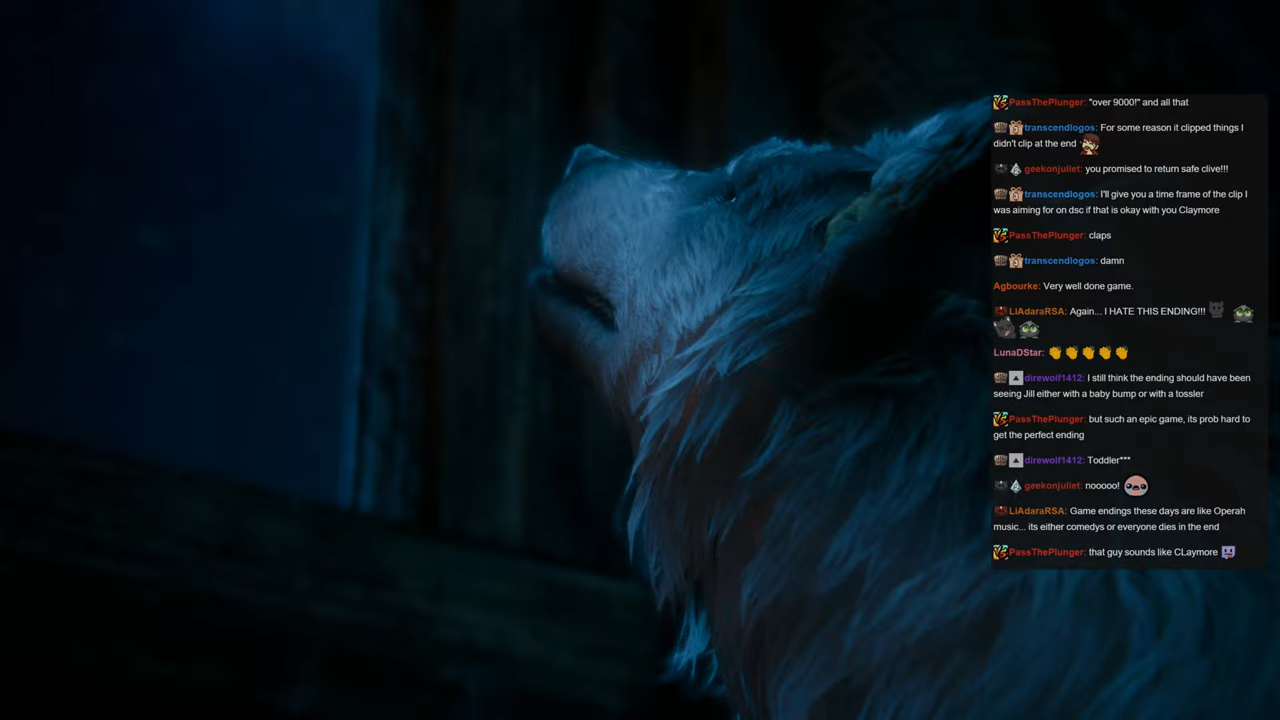 PassThePlunger: "over 9000!" and all that
transcendlogos: For some reason it clipped things I
didn't clip at the end
geekonjuliet: you promised to return safe clive!!!
transcendlogos: I'll give you a time frame of the clip I
was aiming for on dsc if that is okay with you Claymore
PassThePlunger: claps
transcendlogos: damn
Agbourke: Very well done game.
LiAdaraRSA: Again... I HATE THIS ENDING!!!
LunaDStar: 👏 👏 👏 👏 👏
direwolf1412: I still think the ending should have been
seeing Jill either with a baby bump or with a tossler
PassThePlunger: but such an epic game, its prob hard to
get the perfect ending
direwolf1412: Toddler***
geekonjuliet: nooooo!
LiAdaraRSA: Game endings these days are like Operah
music... its either comedys or everyone dies in the end
PassThePlunger: that guy sounds like CLaymore